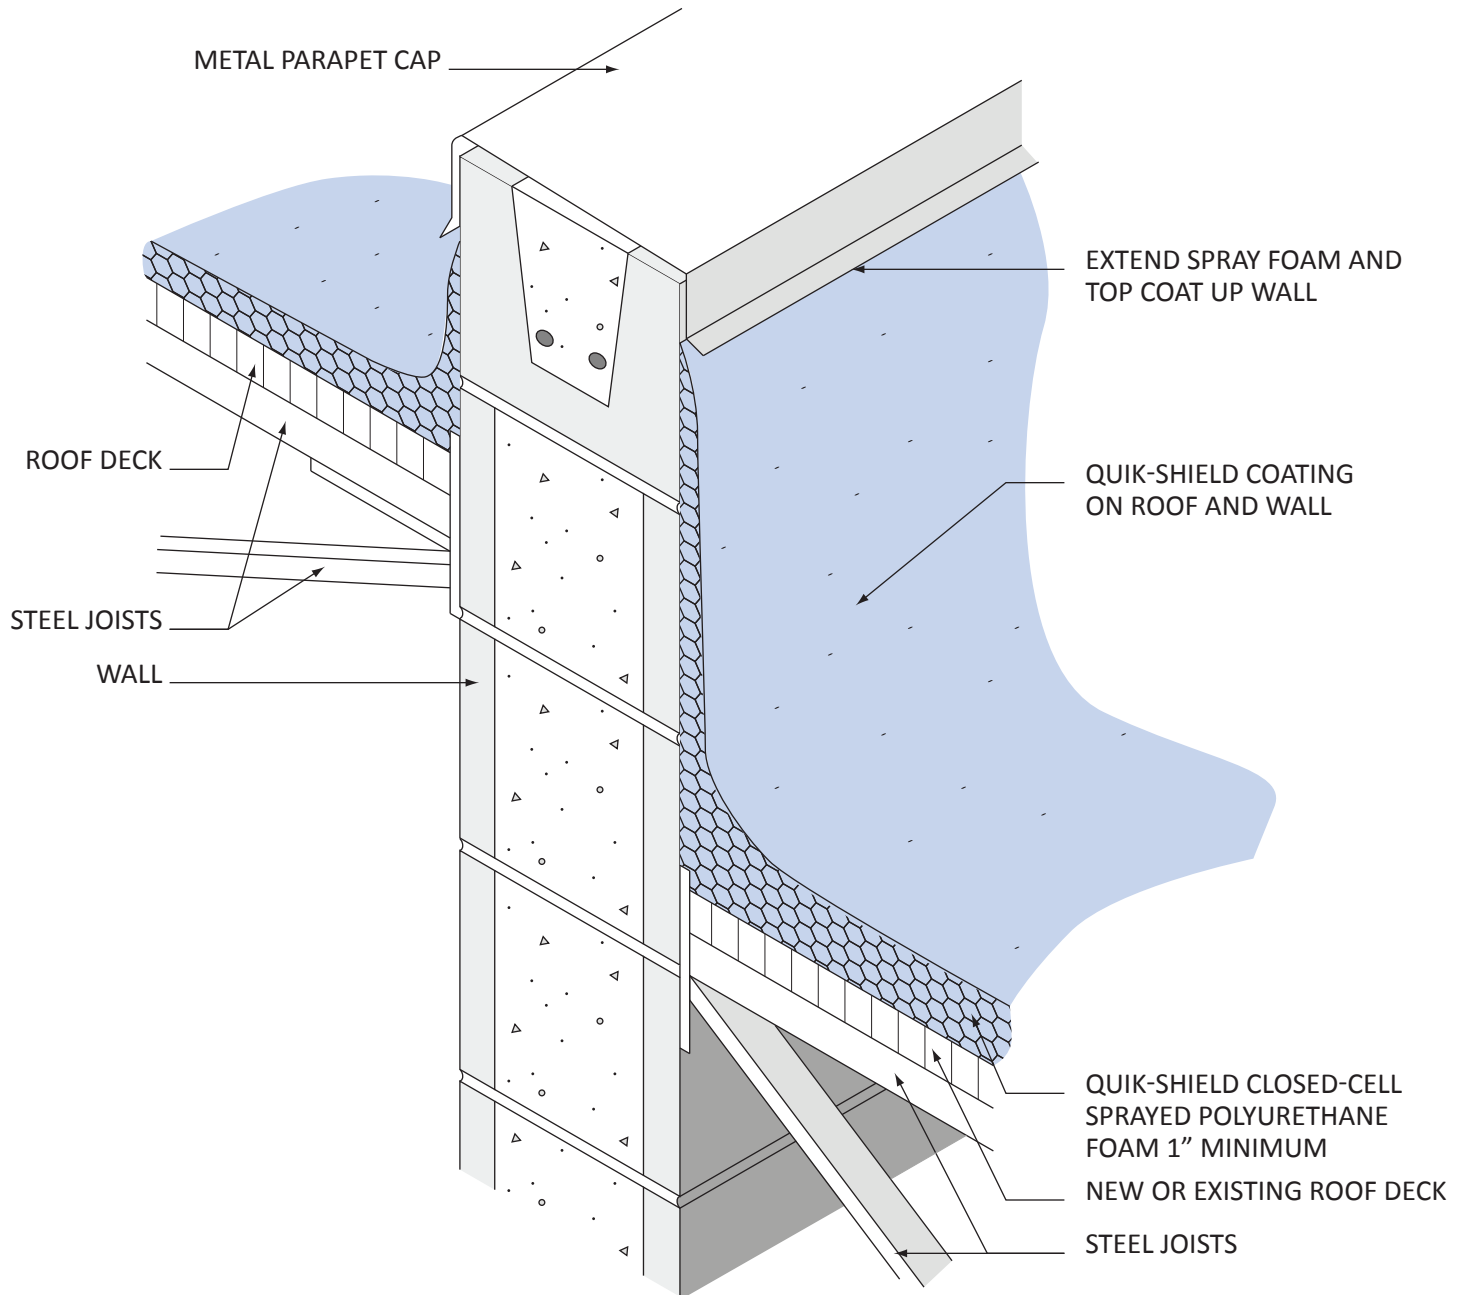 METAL PARAPET CAP
EXTEND SPRAY FOAM AND
TOP COAT UP WALL
ROOF DECK
QUIK-SHIELD COATING
ON ROOF AND WALL
STEEL JOISTS
WALL
QUIK-SHIELD CLOSED-CELL
SPRAYED POLYURETHANE
FOAM 1” MINIMUM
NEW OR EXISTING ROOF DECK
STEEL JOISTS